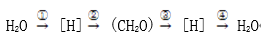 H₂O ①→ [H] ②→ (CH₂O) ③→ [H] ④→ H₂O